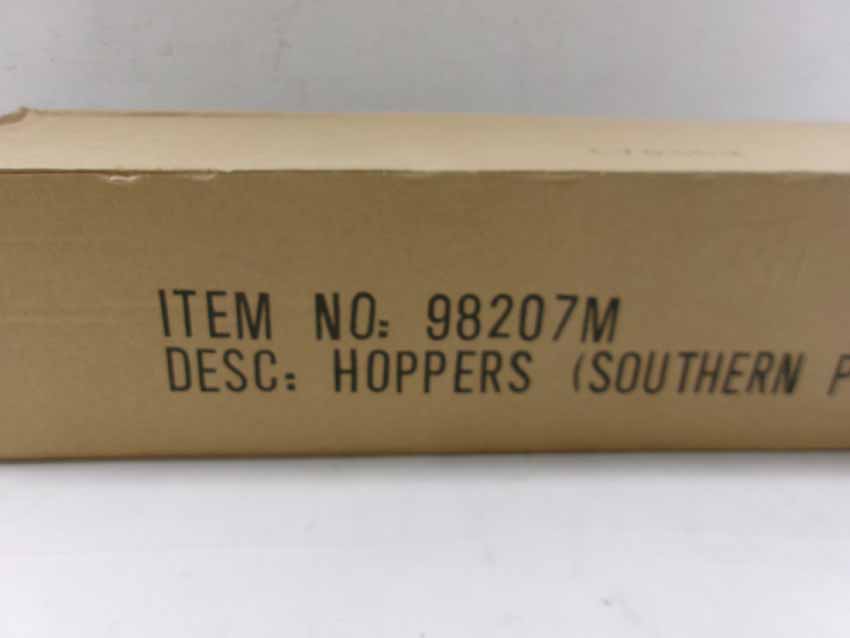 ITEM NO: 98207M
DESC: HOPPERS (SOUTHERN P